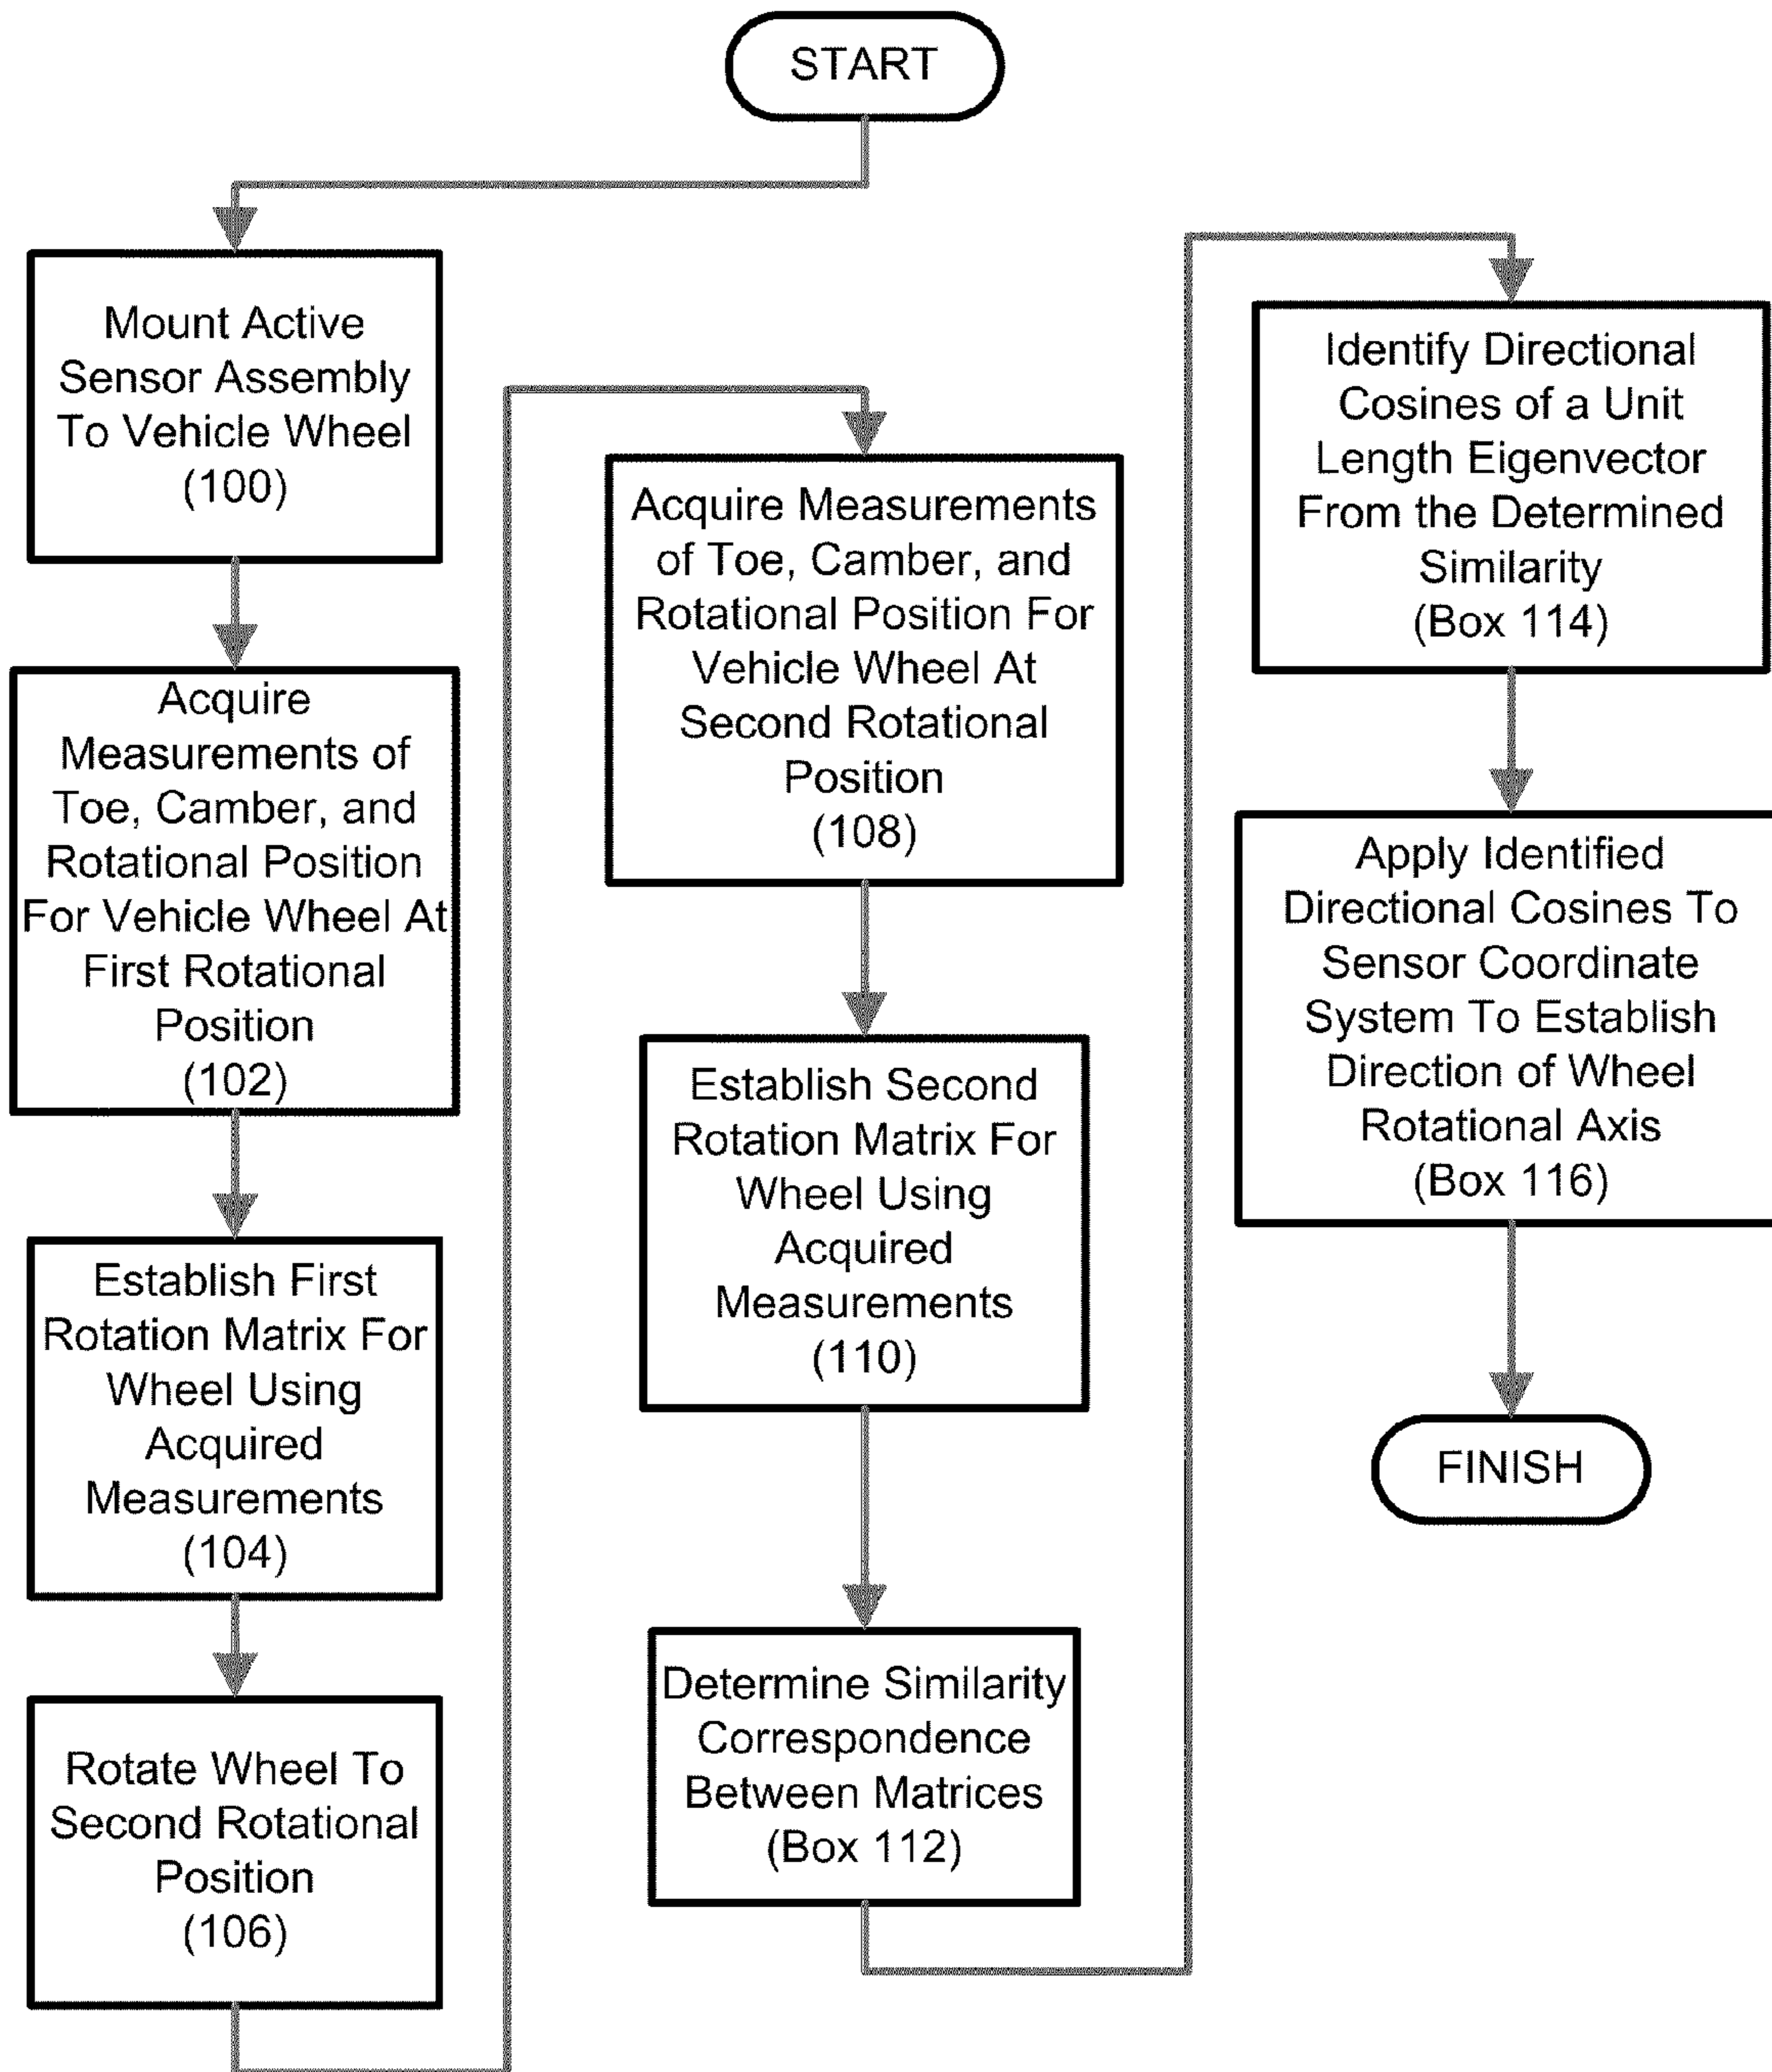 START
Mount Active
Sensor Assembly
To Vehicle Wheel
(100)
Acquire
Measurements of
Toe, Camber, and
Rotational Position
For Vehicle Wheel At
First Rotational
Position
(102)
Establish First
Rotation Matrix For
Wheel Using
Acquired
Measurements
(104)
Rotate Wheel To
Second Rotational
Position
(106)
Acquire Measurements
of Toe, Camber, and
Rotational Position For
Vehicle Wheel At
Second Rotational
Position
(108)
Establish Second
Rotation Matrix For
Wheel Using
Acquired
Measurements
(110)
Determine Similarity
Correspondence
Between Matrices
(Box 112)
Identify Directional
Cosines of a Unit
Length Eigenvector
From the Determined
Similarity
(Box 114)
Apply Identified
Directional Cosines To
Sensor Coordinate
System To Establish
Direction of Wheel
Rotational Axis
(Box 116)
FINISH